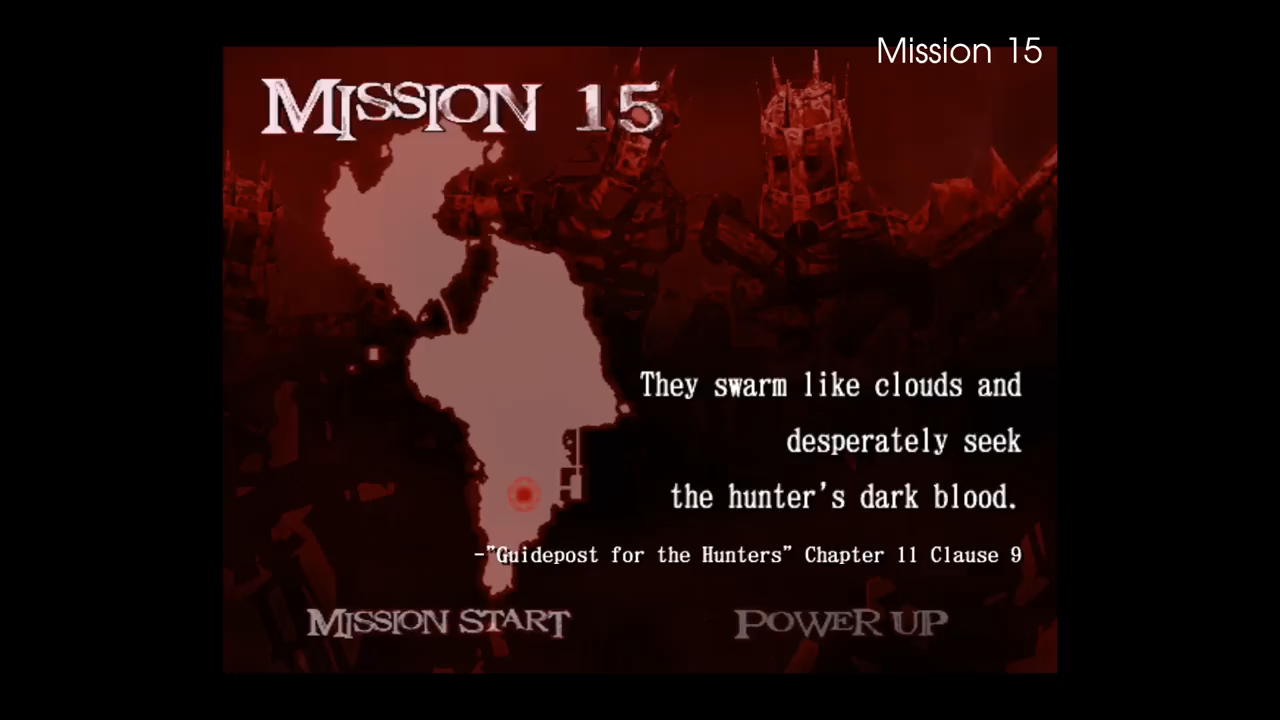 Mission 15
MISSION 15
They swarm like clouds and
desperately seek
the hunter's dark blood.
-"Guidepost for the Hunters" Chapter 11 Clause 9
MISSION START
POWER UP